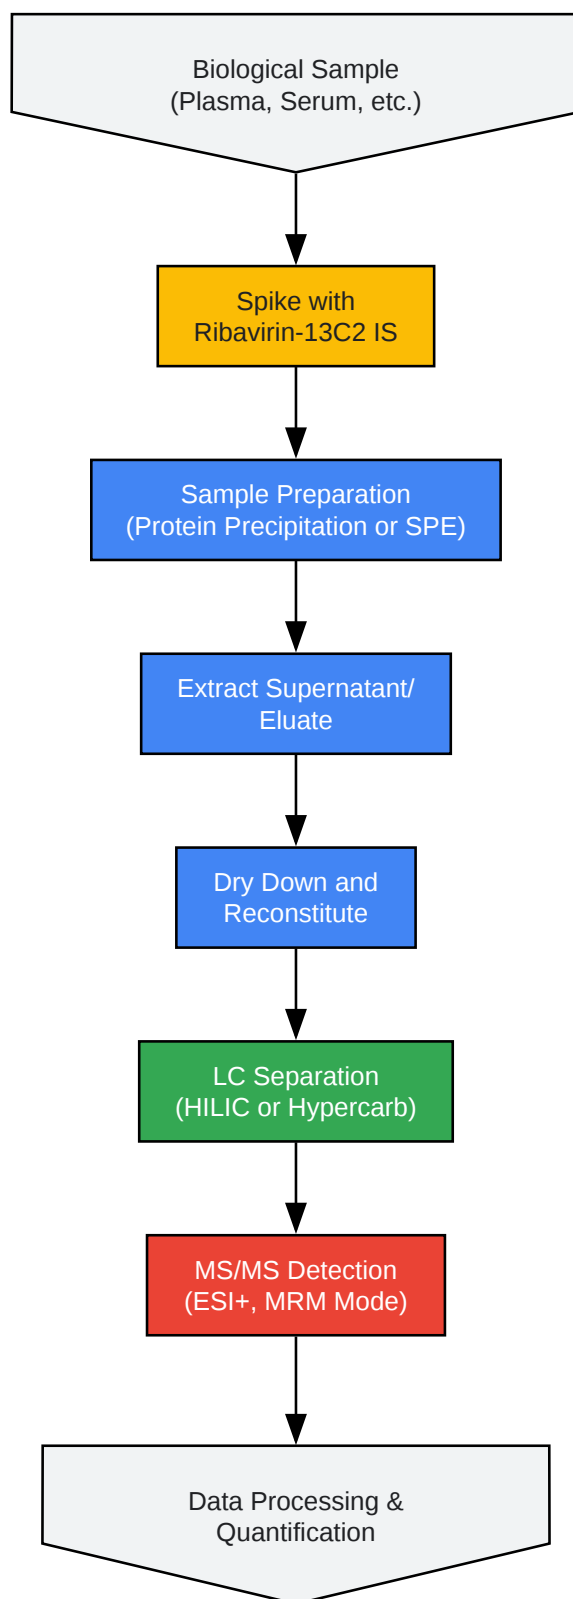 Biological Sample
(Plasma, Serum, etc.)
Spike with
Ribavirin-13C2 IS
Sample Preparation
(Protein Precipitation or SPE)
Extract Supernatant/
Eluate
Dry Down and
Reconstitute
LC Separation
(HILIC or Hypercarb)
MS/MS Detection
(ESI+, MRM Mode)
Data Processing &
Quantification